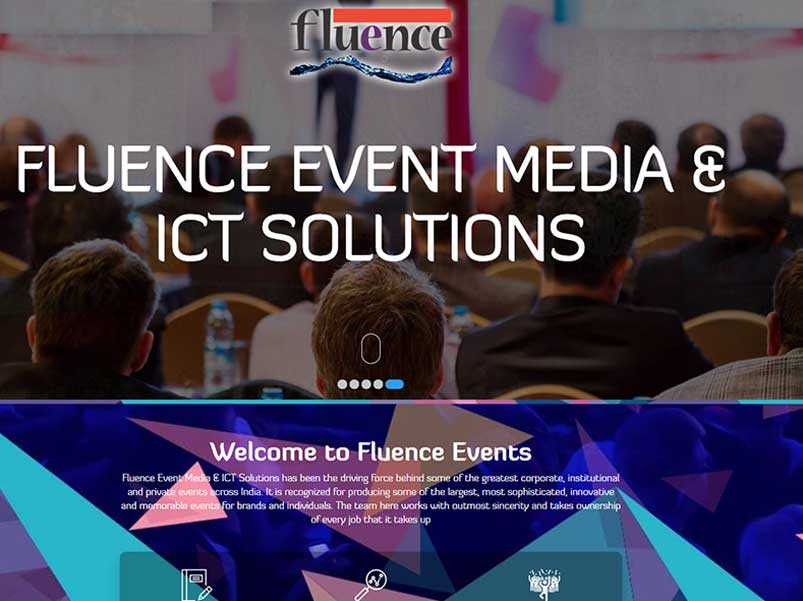 fluence
FLUENCE EVENT MEDIA &
ICT SOLUTIONS
Welcome to Fluence Events
Fluence Event Media & ICT Solutions has been the driving force behind some of the greatest corporate, institutional
and private events across India. It is recognized for producing some of the largest, most sophisticated, innovative
and memorable events for brands and individuals. The team here works with outmost sincerity and takes ownership
of every job that it takes up